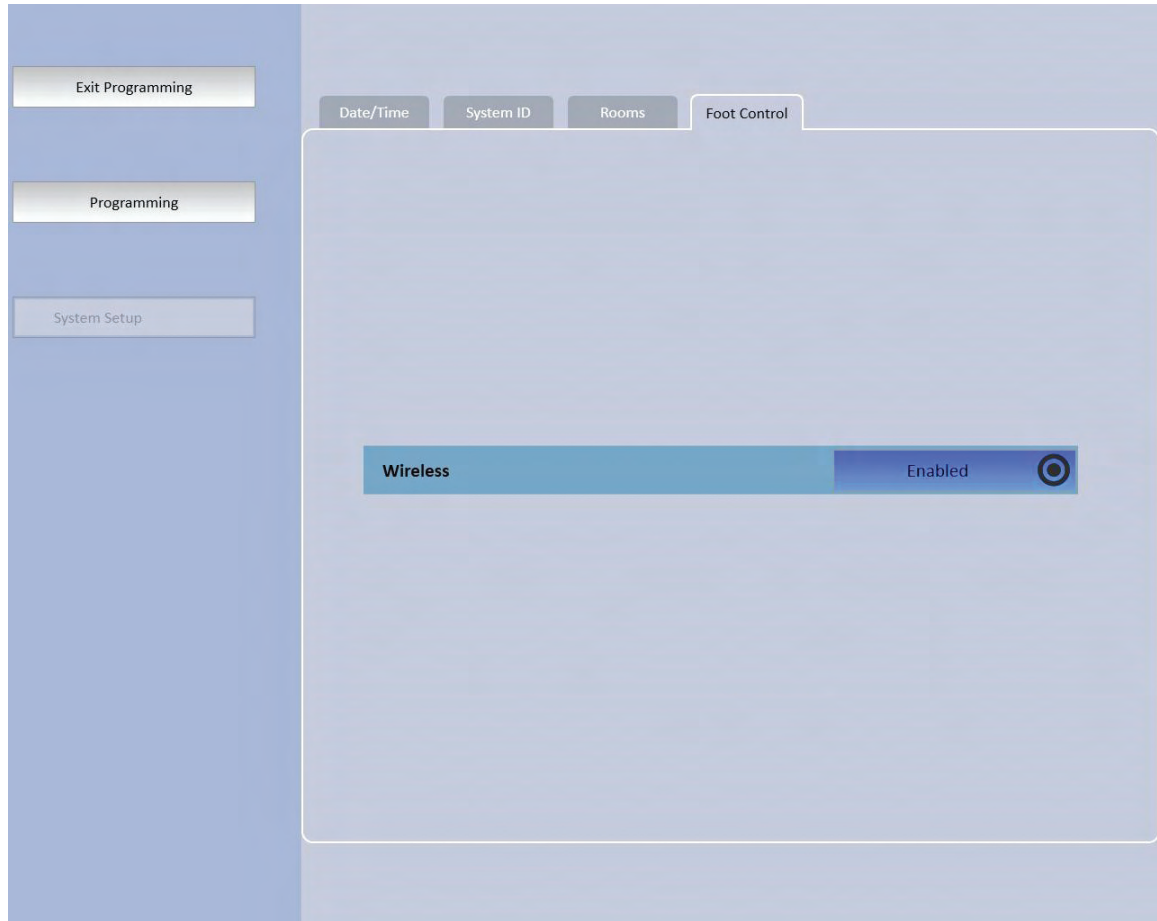 Exit Programming
Date/Time System ID Rooms Foot Control
Programming
System Setup
Wireless Enabled